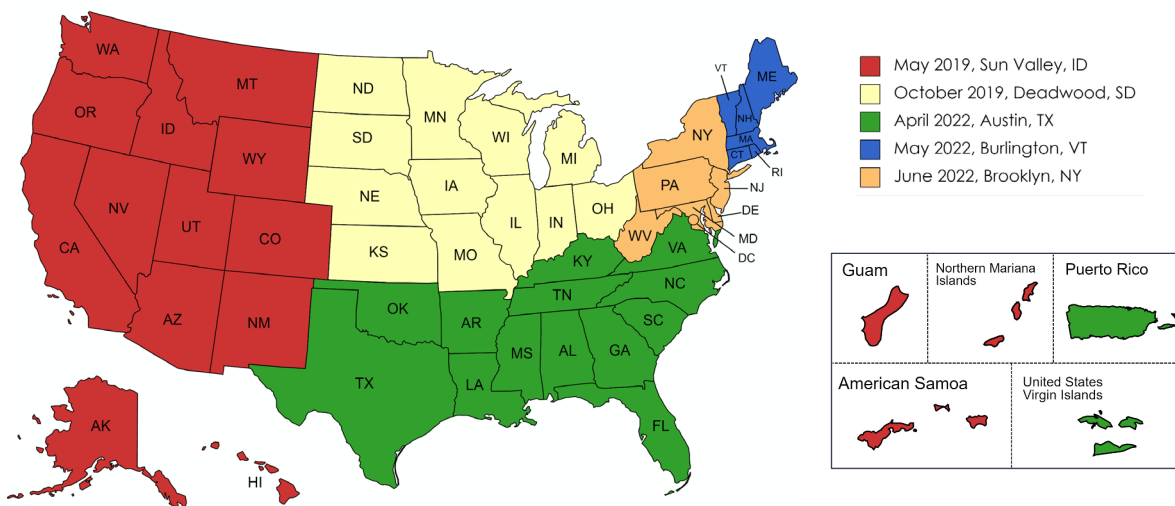 WA
OR
CA
ID
NV
MT
WY
UT
CO
AZ
NM
AK
HI
ND
SD
NE
KS
MN
IA
MO
WI
IL
MI
IN
OH
OK
TX
AR
LA
MS
AL
TN
KY
GA
FL
SC
NC
VA
WV
PA
NY
VT
NH
ME
MA
CT
RI
NJ
DE
MD
DC
May 2019, Sun Valley, ID
October 2019, Deadwood, SD
April 2022, Austin, TX
May 2022, Burlington, VT
June 2022, Brooklyn, NY
Guam
Northern Mariana
Islands
Puerto Rico
American Samoa
United States
Virgin Islands